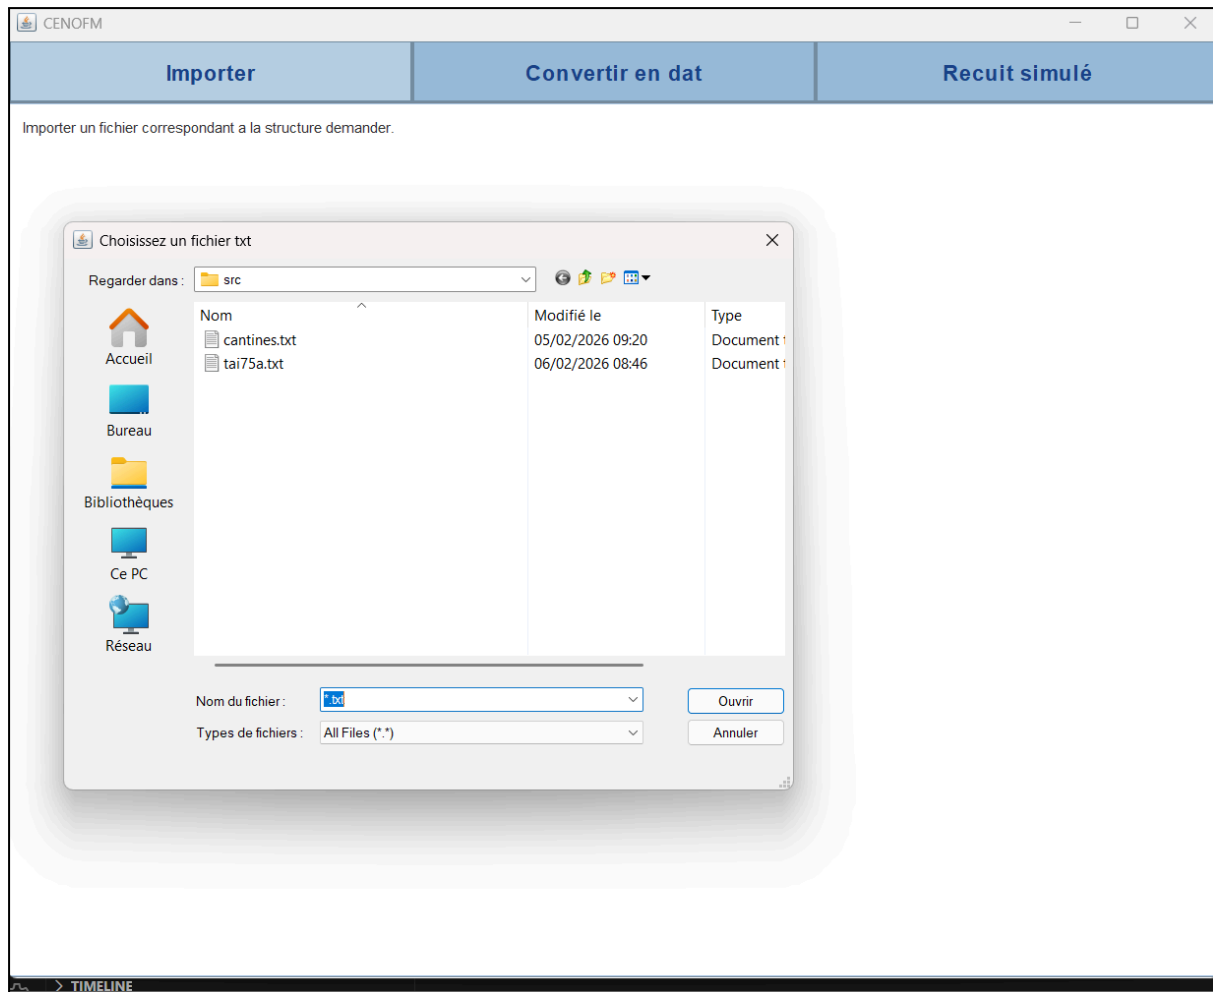 CENOFM
Importer
Convertir en dat
Recuit simulé
Importer un fichier correspondant a la structure demander.
Choisissez un fichier txt
Regarder dans :
src
Nom
Modifié le
Type
cantines.txt
05/02/2026 09:20
Document
tai75a.txt
06/02/2026 08:46
Document
Accueil
Bureau
Bibliothèques
Ce PC
Réseau
Nom du fichier :
*.txt
Ouvrir
Types de fichiers :
All Files (*.*)
Annuler
TIMELINE